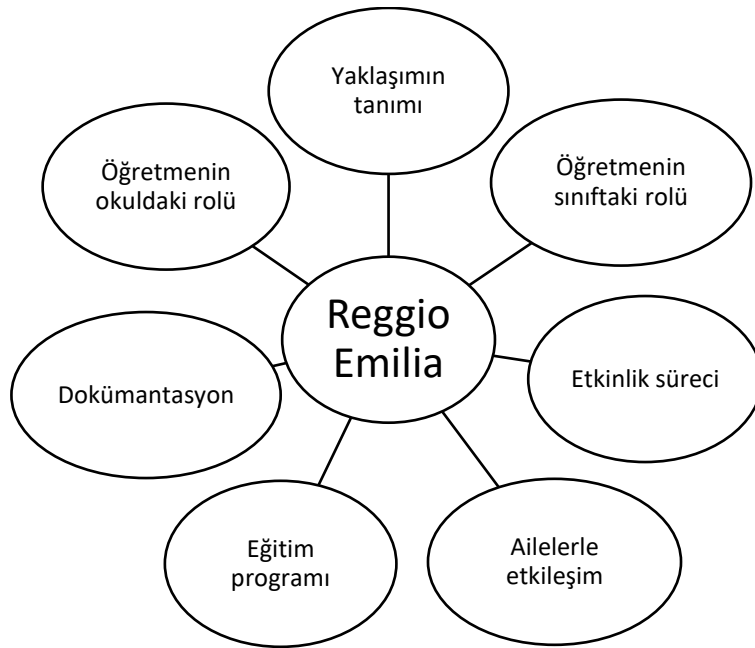 Yaklaşımın
tanımı
Öğretmenin
okuldaki rolü
Öğretmenin
sınıftaki rolü
Reggio
Emilia
Dokümantasyon
Etkinlik süreci
Eğitim
programı
Ailelerle
etkileşim